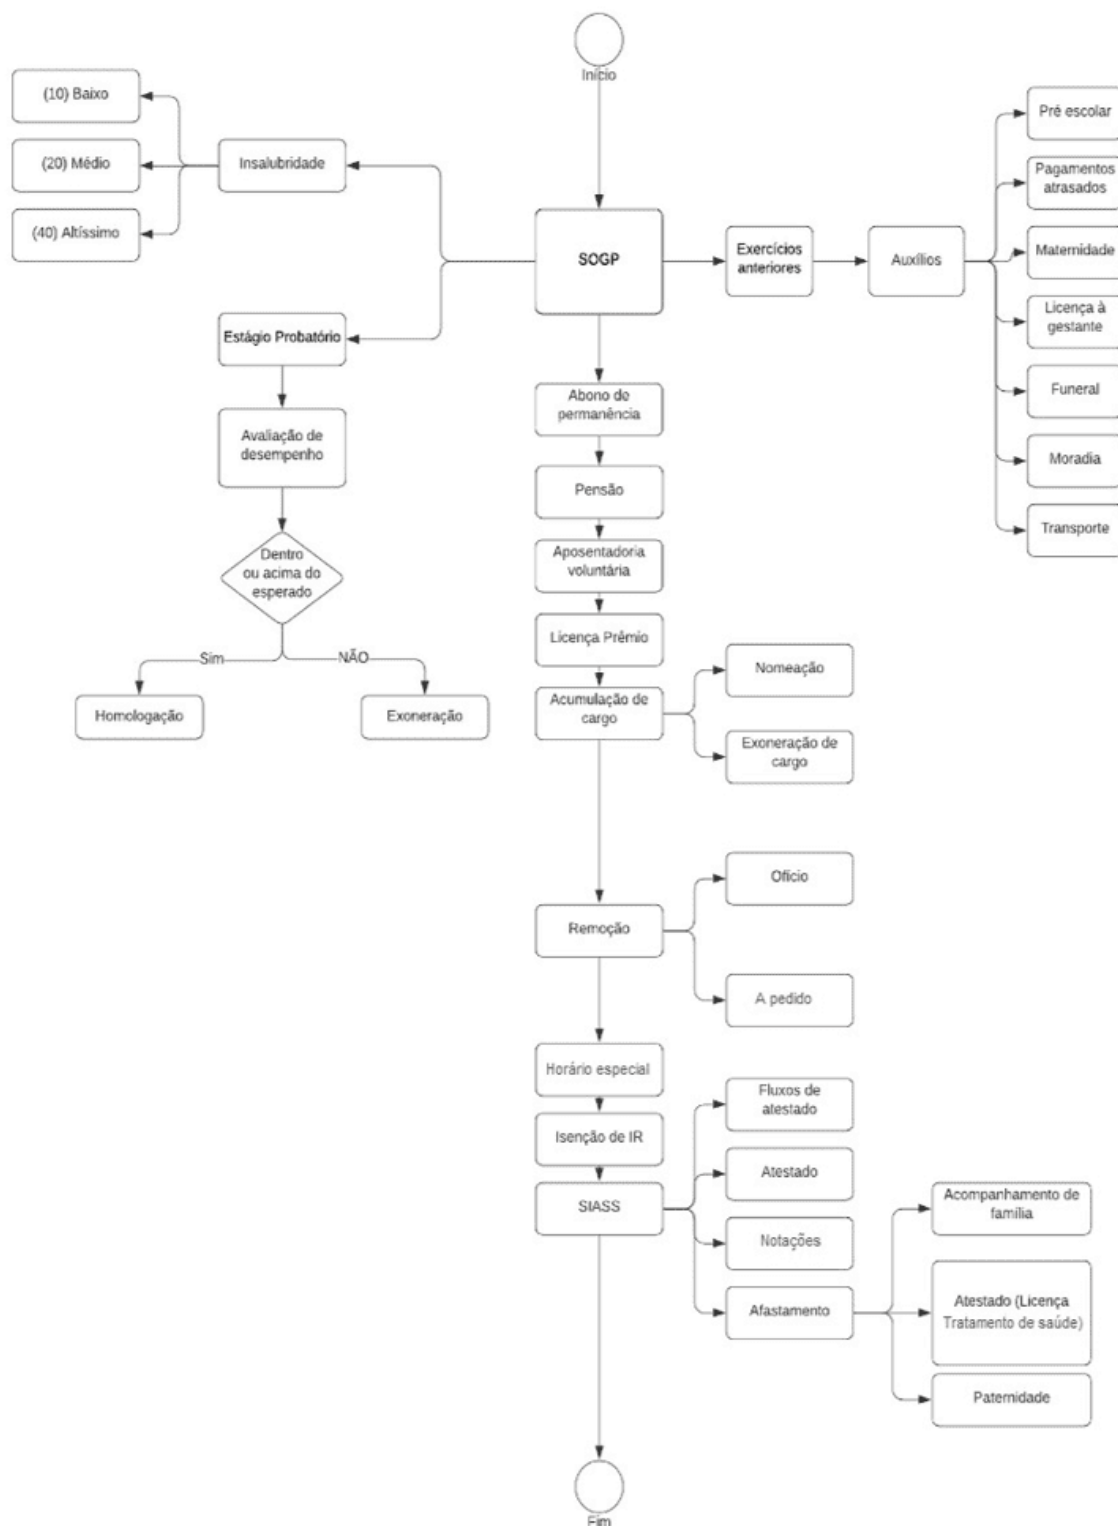 Início
(10) Baixo
(20) Médio
(40) Altíssimo
Insalubridade
SOGP
Exercícios
anteriores
Auxílios
Pré escolar
Pagamentos
atrasados
Maternidade
Licença à
gestante
Funeral
Moradia
Transporte
Estágio Probatório
Avaliação de
desempenho
Dentro
ou acima do
esperado
Sim
NÃO
Homologação
Exoneração
Abono de
permanência
Pensão
Aposentadoria
voluntária
Licença Prêmio
Acumulação de
cargo
Nomeação
Exoneração de
cargo
Remoção
Ofício
A pedido
Horário especial
Isenção de IR
SIASS
Fluxos de
atestado
Atestado
Notações
Afastamento
Acompanhamento de
família
Atestado (Licença
Tratamento de saúde)
Paternidade
Fim